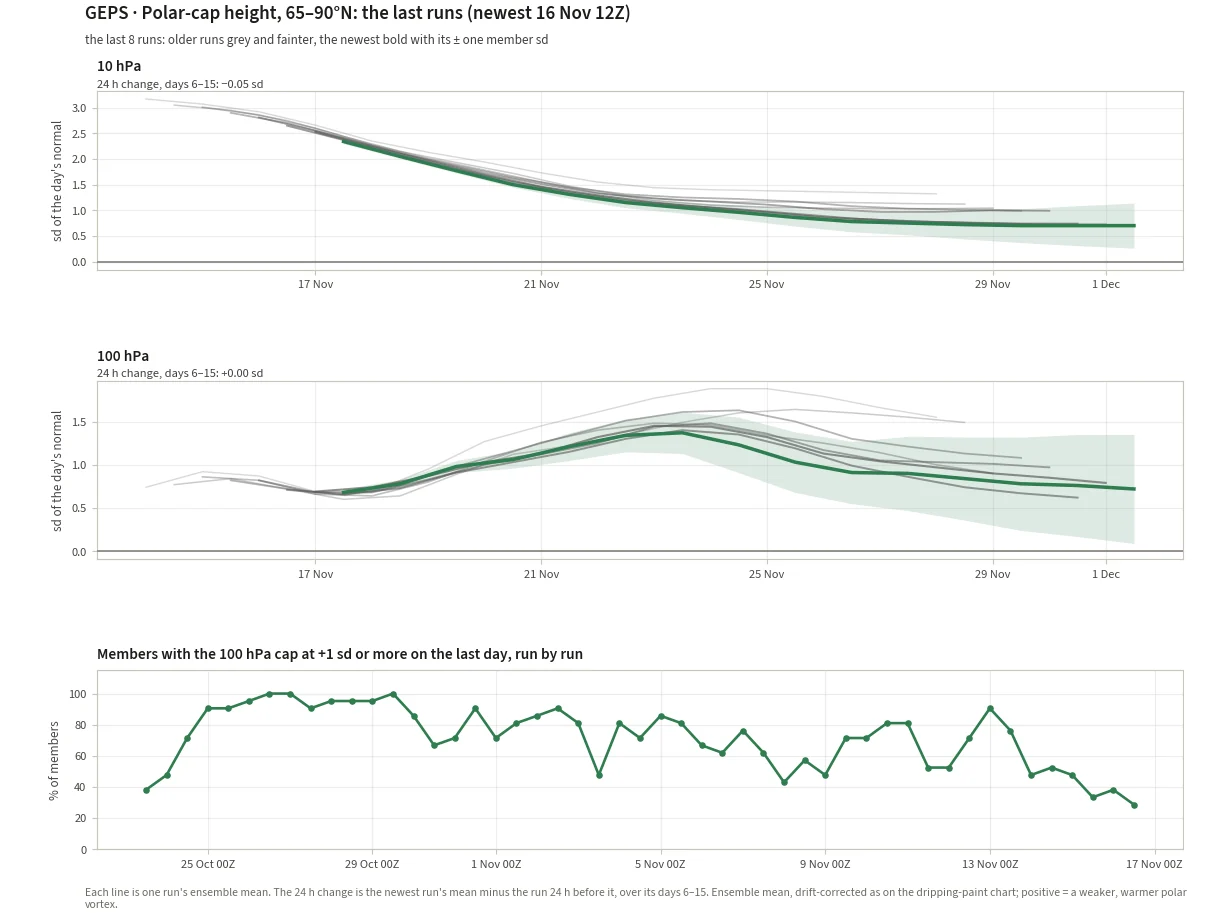 GEPS · Polar-cap height, 65–90°N: the last runs (newest 16 Nov 12Z)
the last 8 runs: older runs grey and fainter, the newest bold with its ± one member sd
10 hPa
24 h change, days 6–15: −0.05 sd
sd of the day's normal
3.0
2.5
2.0
1.5
1.0
0.5
0.0
17 Nov
21 Nov
25 Nov
29 Nov
1 Dec
100 hPa
24 h change, days 6–15: +0.00 sd
sd of the day's normal
1.5
1.0
0.5
0.0
17 Nov
21 Nov
25 Nov
29 Nov
1 Dec
Members with the 100 hPa cap at +1 sd or more on the last day, run by run
% of members
100
80
60
40
20
0
25 Oct 00Z
29 Oct 00Z
1 Nov 00Z
5 Nov 00Z
9 Nov 00Z
13 Nov 00Z
17 Nov 00Z
Each line is one run's ensemble mean. The 24 h change is the newest run's mean minus the run 24 h before it, over its days 6–15. Ensemble mean, drift-corrected as on the dripping-paint chart; positive = a weaker, warmer polar
vortex.